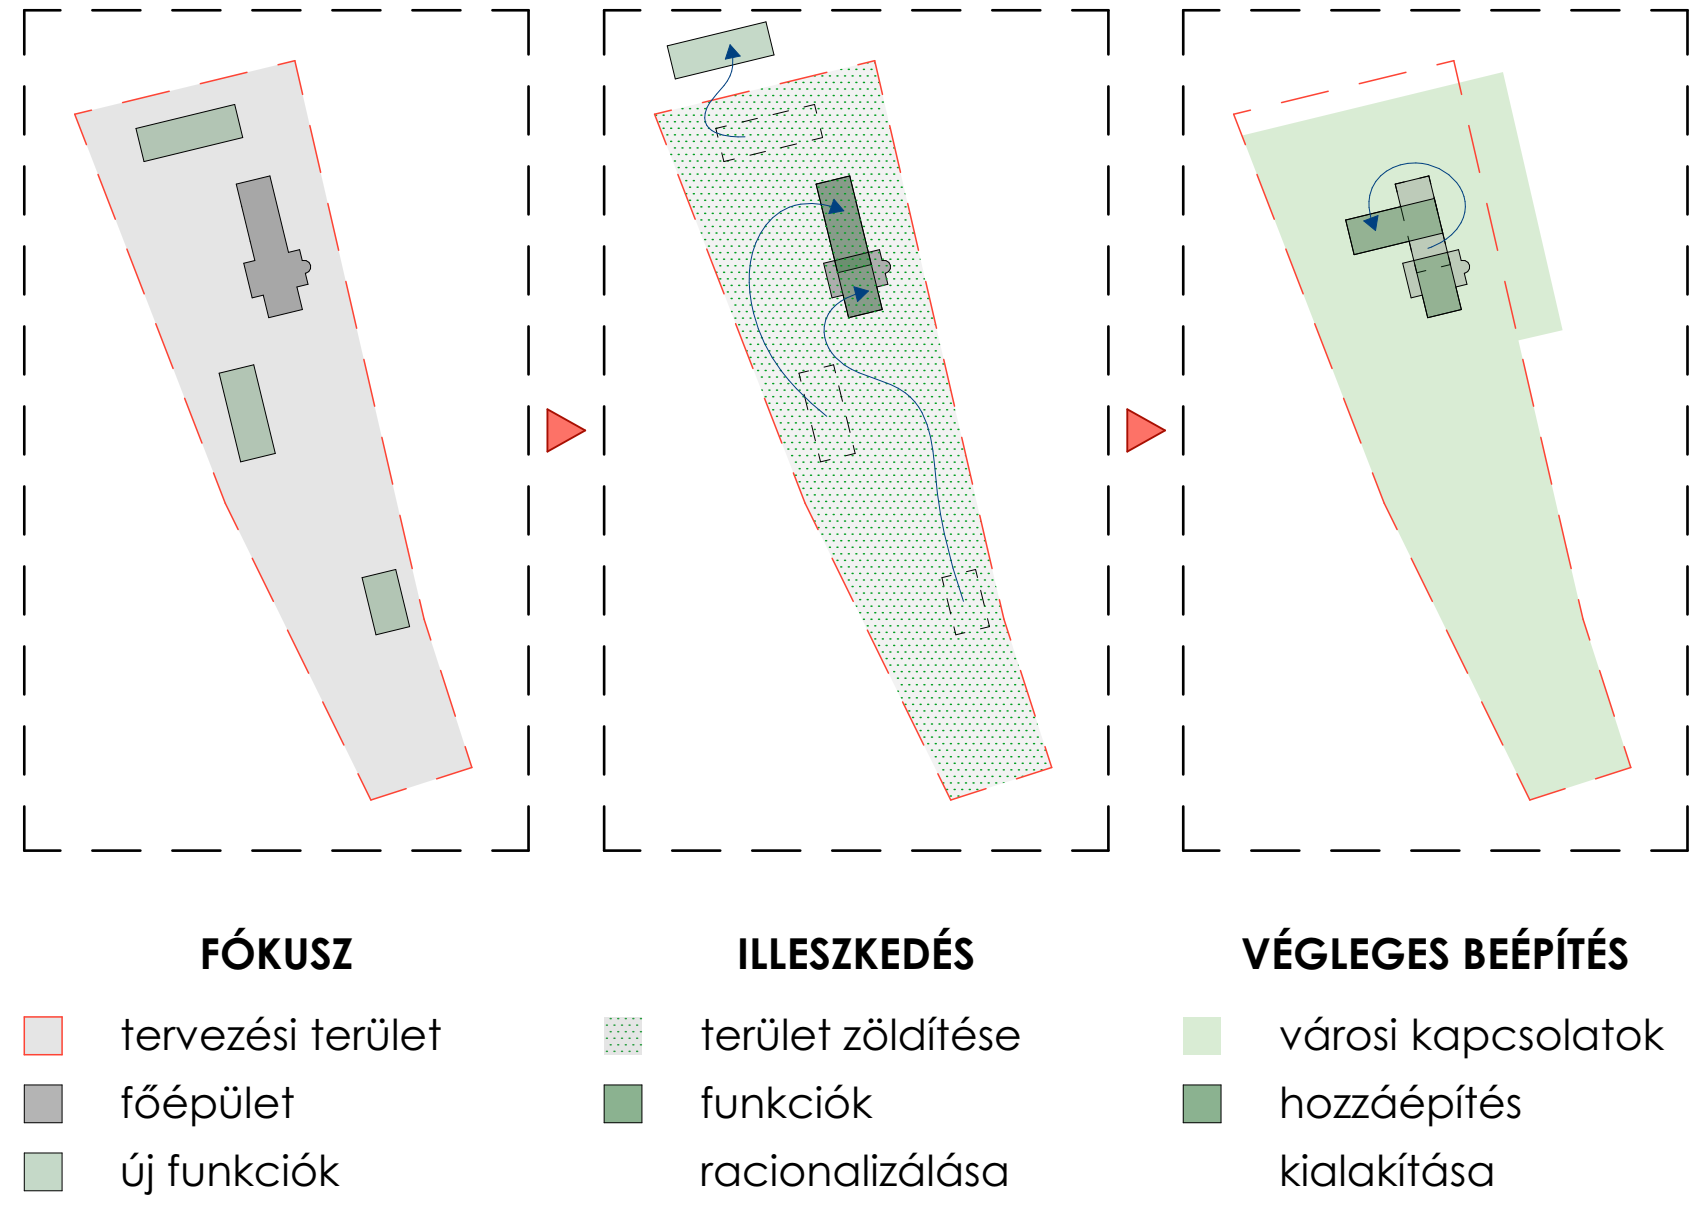 FÓKUSZ
tervezési terület
főépület
új funkciók
ILLESZKEDÉS
terület zöldítése
funkciók
racionalizálása
VÉGLEGES BEÉPÍTÉS
városi kapcsolatok
hozzáépítés
kialakítása